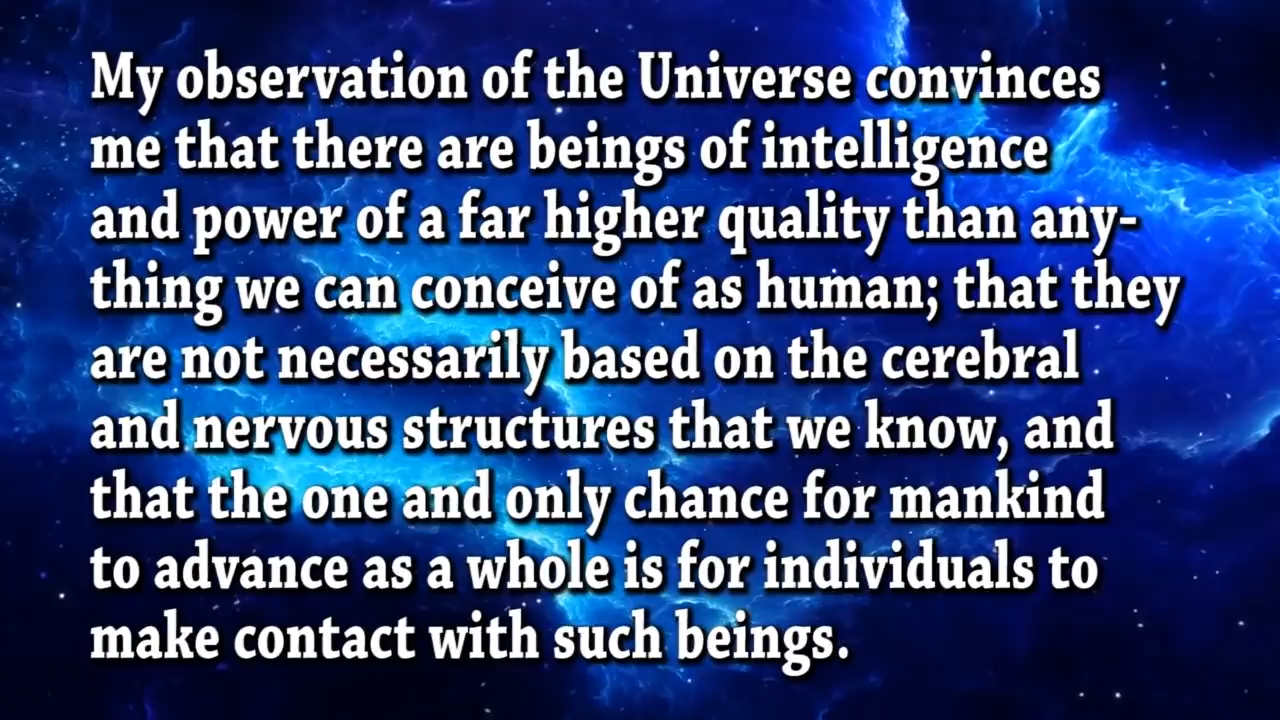 My observation of the Universe convinces
me that there are beings of intelligence
and power of a far higher quality than any-
thing we can conceive of as human; that they
are not necessarily based on the cerebral
and nervous structures that we know, and
that the one and only chance for mankind
to advance as a whole is for individuals to
make contact with such beings.